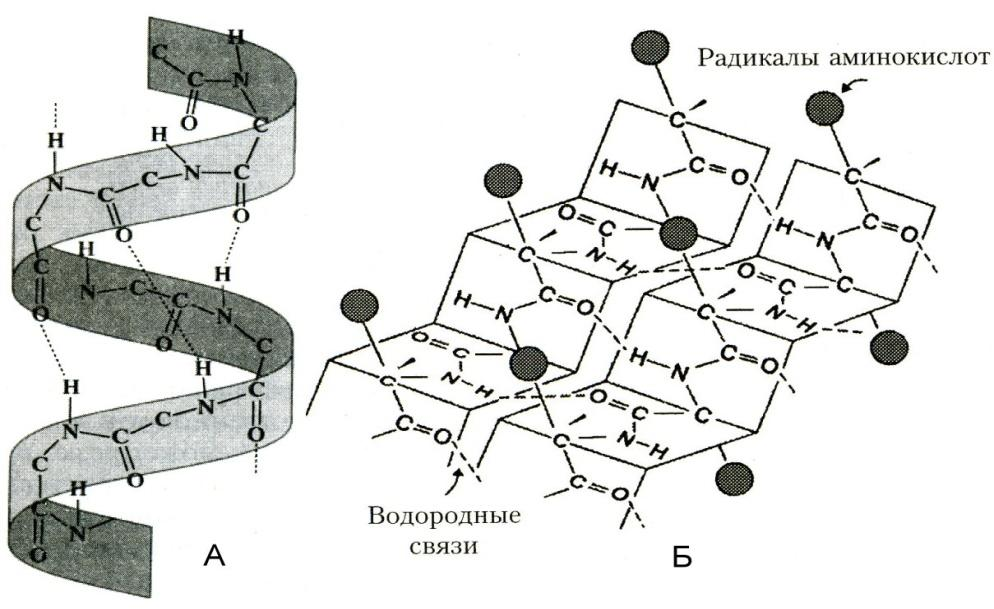 H
C C N
O C
H H
N C C N C
C O O
H H
C N C C N
O O C
H H C
N C C N O
C O
H
C N
O
А
Радикалы аминокислот
C
H–N C=O
C
H–N C=O
O=C N–H
C
O=C N–H
C
C
H–N C=O
C
H–N C=O
O=C N–H
C
O=C N–H
C
C
C=O
C=O
Водородные
связи
Б